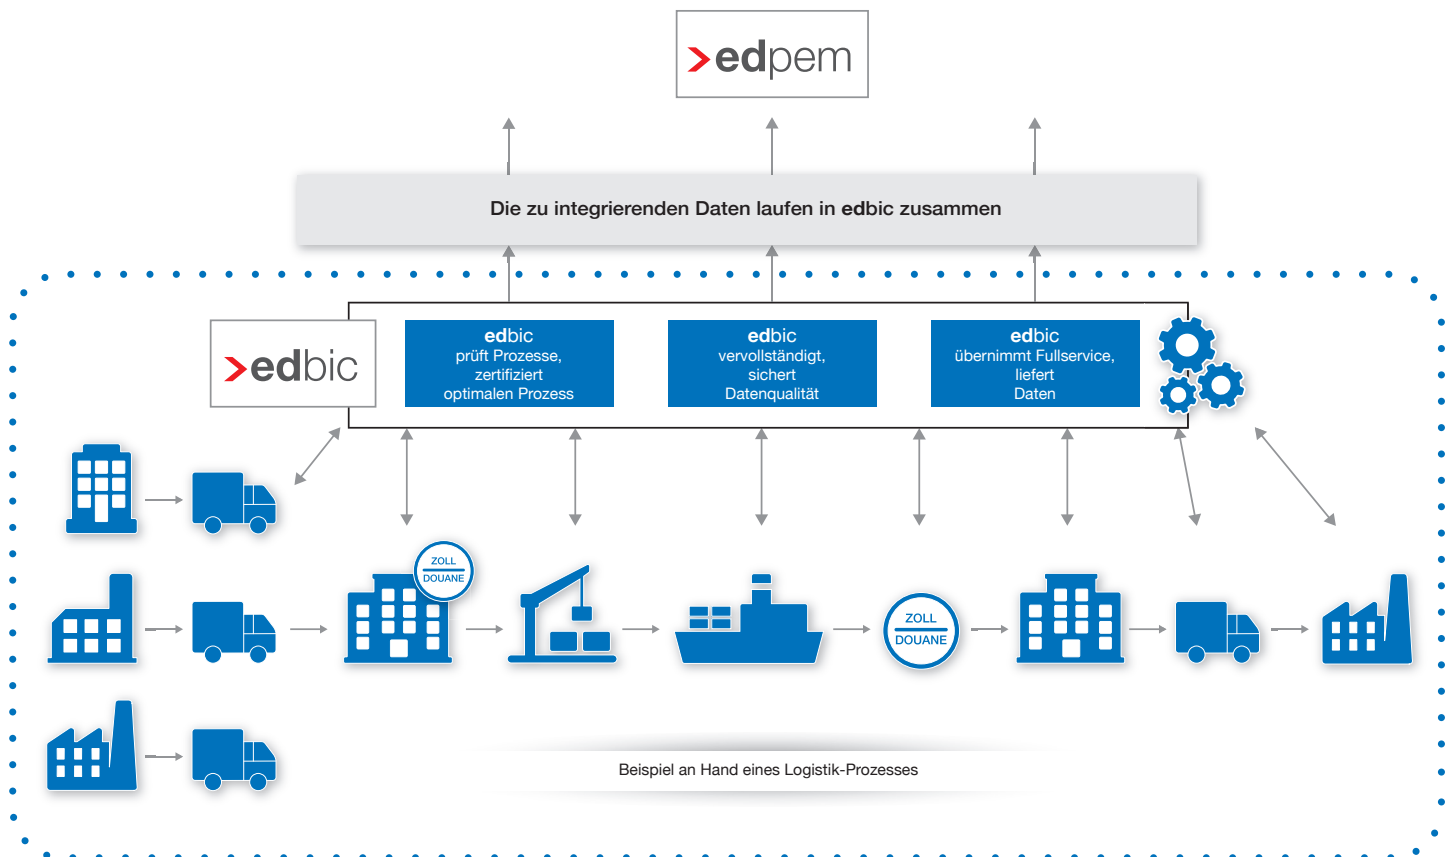 >edpem
Die zu integrierenden Daten laufen in edbic zusammen
>edbic
edbic
prüft Prozesse,
zertifiziert
optimalen Prozess
edbic
vervollständigt,
sichert
Datenqualität
edbic
übernimmt Fullservice,
liefert
Daten
ZOLL
DOUANE
ZOLL
DOUANE
Beispiel an Hand eines Logistik-Prozesses